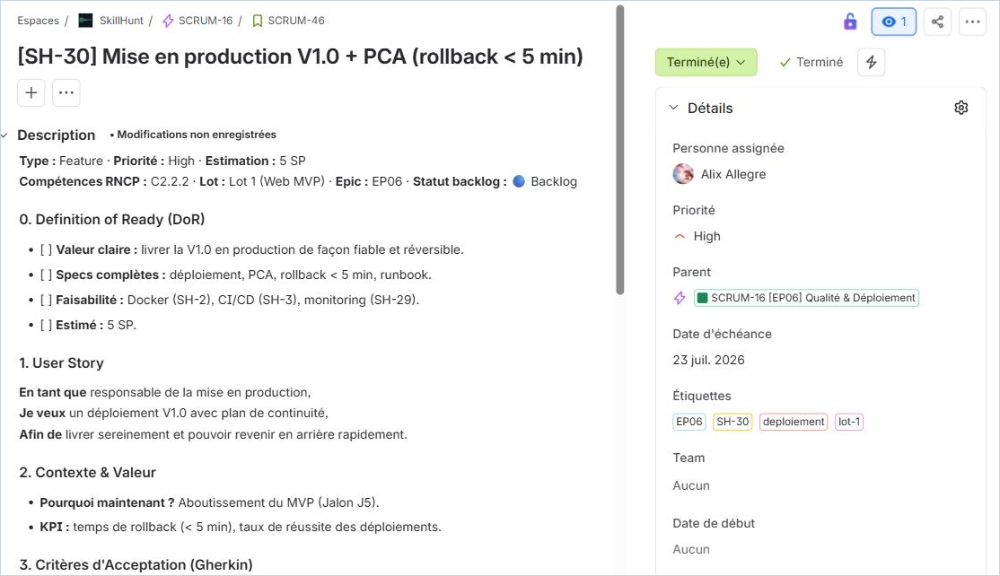 Espaces / SkillHunt / SCRUM-16 / SCRUM-46
1
[SH-30] Mise en production V1.0 + PCA (rollback < 5 min)
Terminé(e)
Terminé
Description • Modifications non enregistrées
Type : Feature · Priorité : High · Estimation : 5 SP
Compétences RNCP : C2.2.2 · Lot : Lot 1 (Web MVP) · Epic : EP06 · Statut backlog : 🔵 Backlog
0. Definition of Ready (DoR)
• [ ] Valeur claire : livrer la V1.0 en production de façon fiable et réversible.
• [ ] Specs complètes : déploiement, PCA, rollback < 5 min, runbook.
• [ ] Faisabilité : Docker (SH-2), CI/CD (SH-3), monitoring (SH-29).
• [ ] Estimé : 5 SP.
1. User Story
En tant que responsable de la mise en production,
Je veux un déploiement V1.0 avec plan de continuité,
Afin de livrer sereinement et pouvoir revenir en arrière rapidement.
2. Contexte & Valeur
• Pourquoi maintenant ? Aboutissement du MVP (Jalon J5).
• KPI : temps de rollback (< 5 min), taux de réussite des déploiements.
3. Critères d'Acceptation (Gherkin)
Détails
Personne assignée
Alix Allegre
Priorité
High
Parent
SCRUM-16 [EP06] Qualité & Déploiement
Date d'échéance
23 juil. 2026
Étiquettes
EP06 SH-30 deploiement lot-1
Team
Aucun
Date de début
Aucun